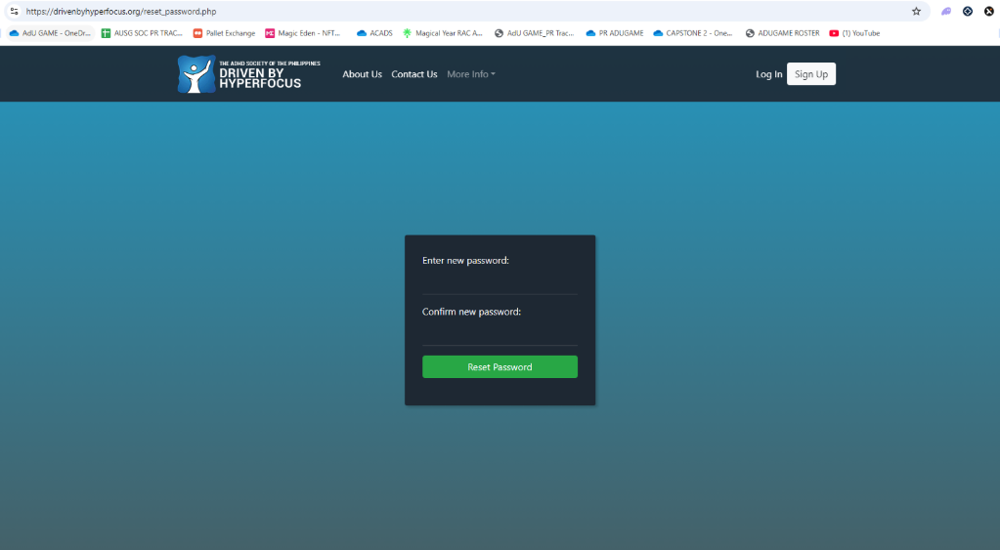 https://drivenbyhyperfocus.org/reset_password.php
AdU GAME - OneDr... AUSG SOC PR TRAC... Pallet Exchange Magic Eden - NFT... ACADS Magical Year RAC A... AdU GAME_PR Trac... PR ADUGAME CAPSTONE 2 - One... ADUGAME ROSTER (1) YouTube
THE ADHD SOCIETY OF THE PHILIPPINES
DRIVEN BY
HYPERFOCUS
About Us Contact Us More Info
Log In Sign Up
Enter new password:
Confirm new password:
Reset Password